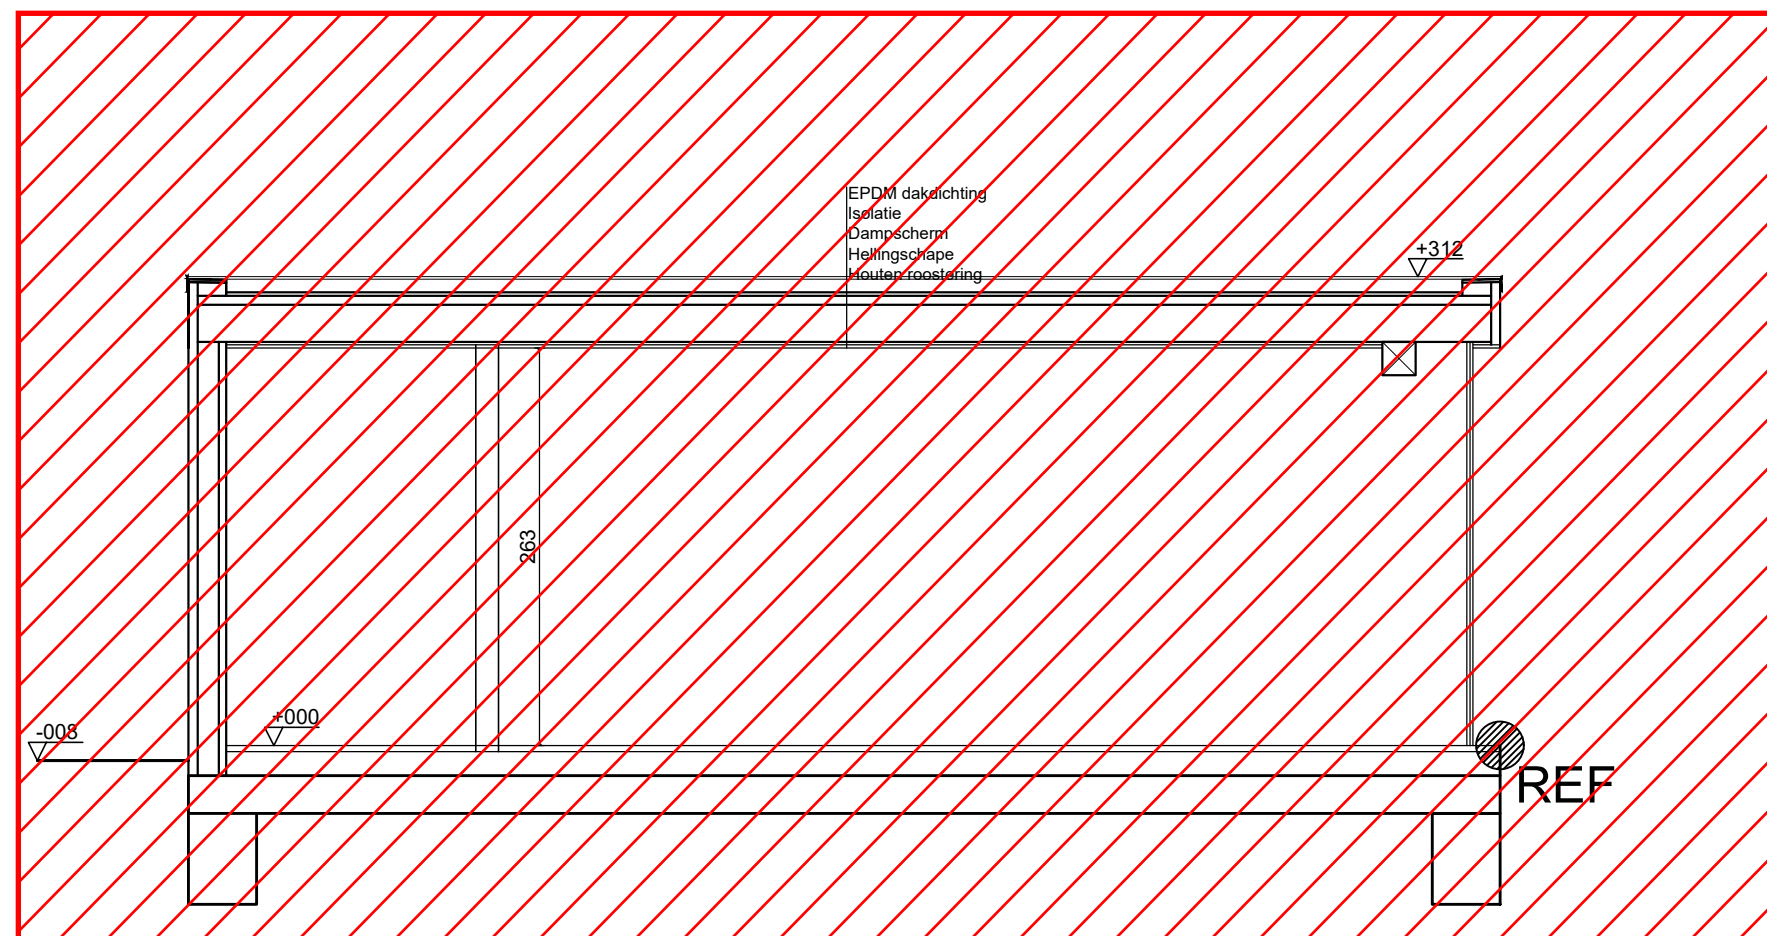 EPDM dakdichting
Isolatie
Dampscherm
Hellingschape
Houten roostering
+312
263
+000
-008
REF